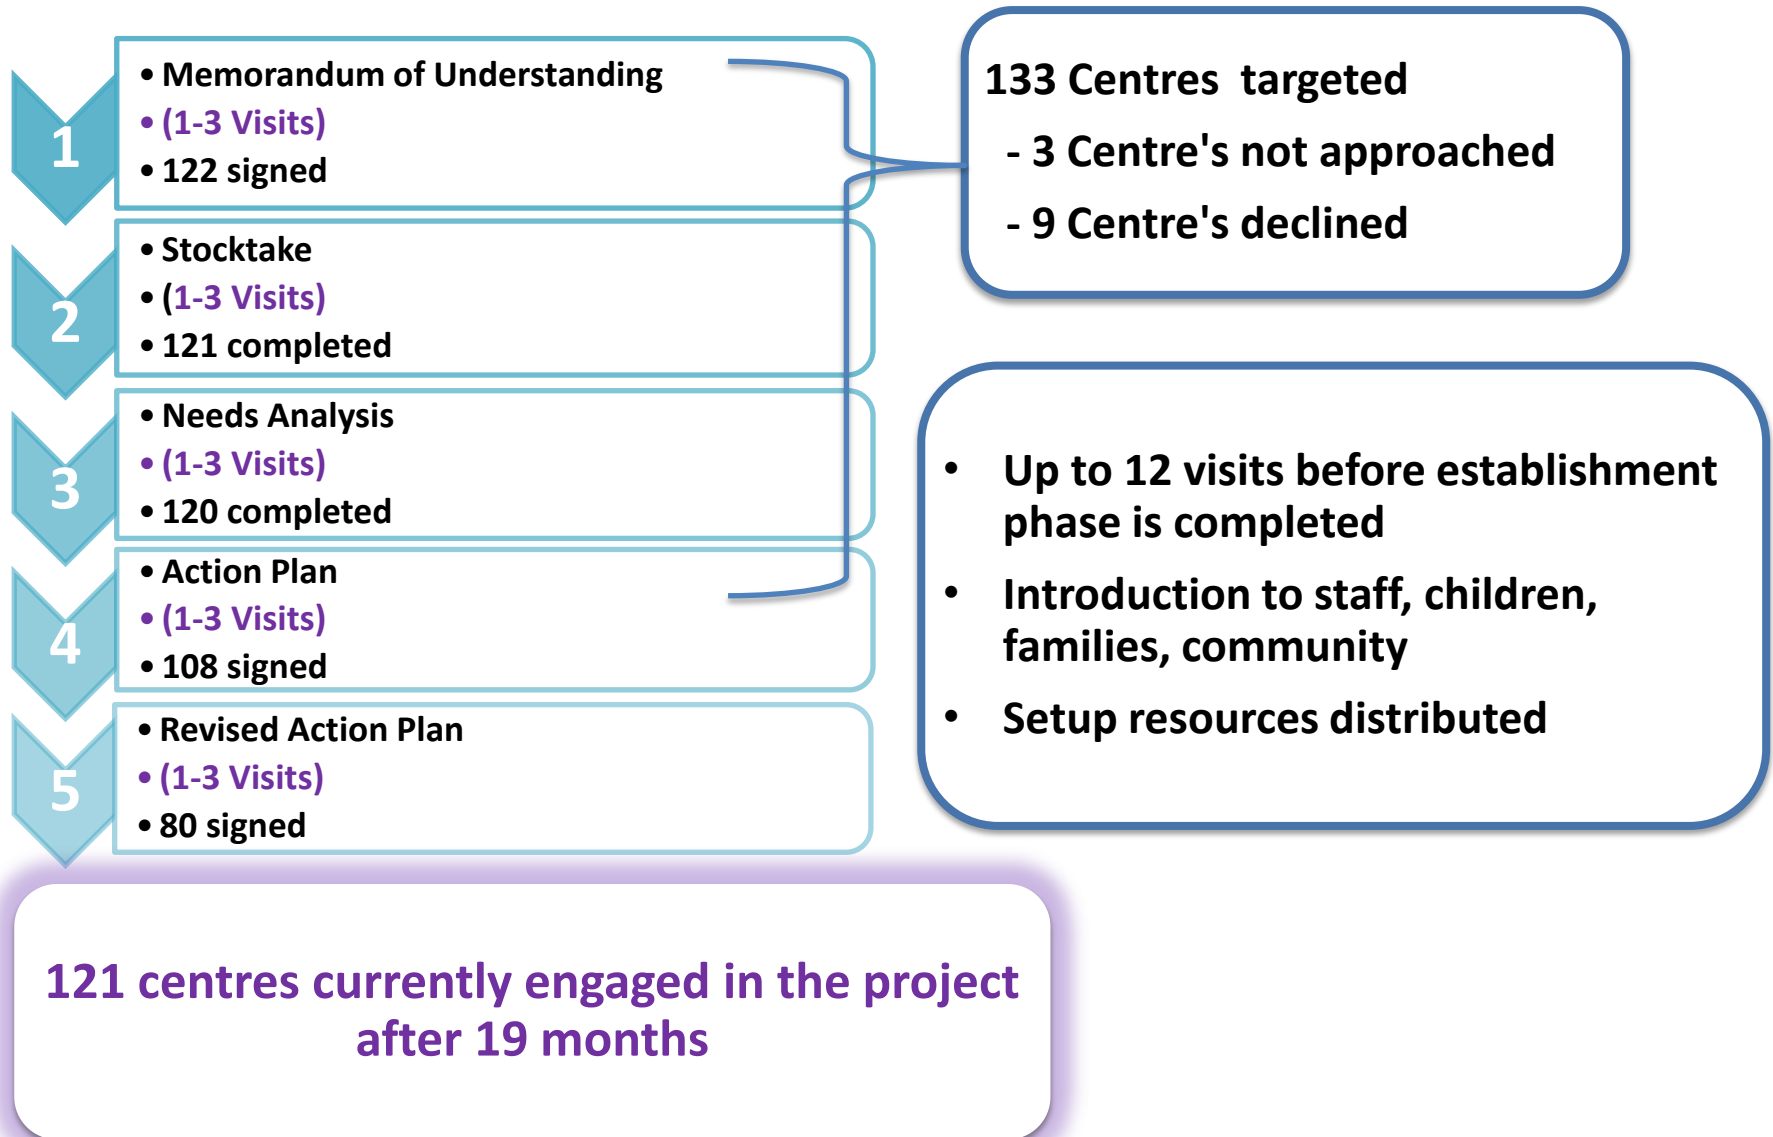 1
• Memorandum of Understanding
• (1-3 Visits)
• 122 signed
2
• Stocktake
• (1-3 Visits)
• 121 completed
3
• Needs Analysis
• (1-3 Visits)
• 120 completed
4
• Action Plan
• (1-3 Visits)
• 108 signed
5
• Revised Action Plan
• (1-3 Visits)
• 80 signed
133 Centres targeted
- 3 Centre's not approached
- 9 Centre's declined
• Up to 12 visits before establishment
phase is completed
• Introduction to staff, children,
families, community
• Setup resources distributed
121 centres currently engaged in the project
after 19 months